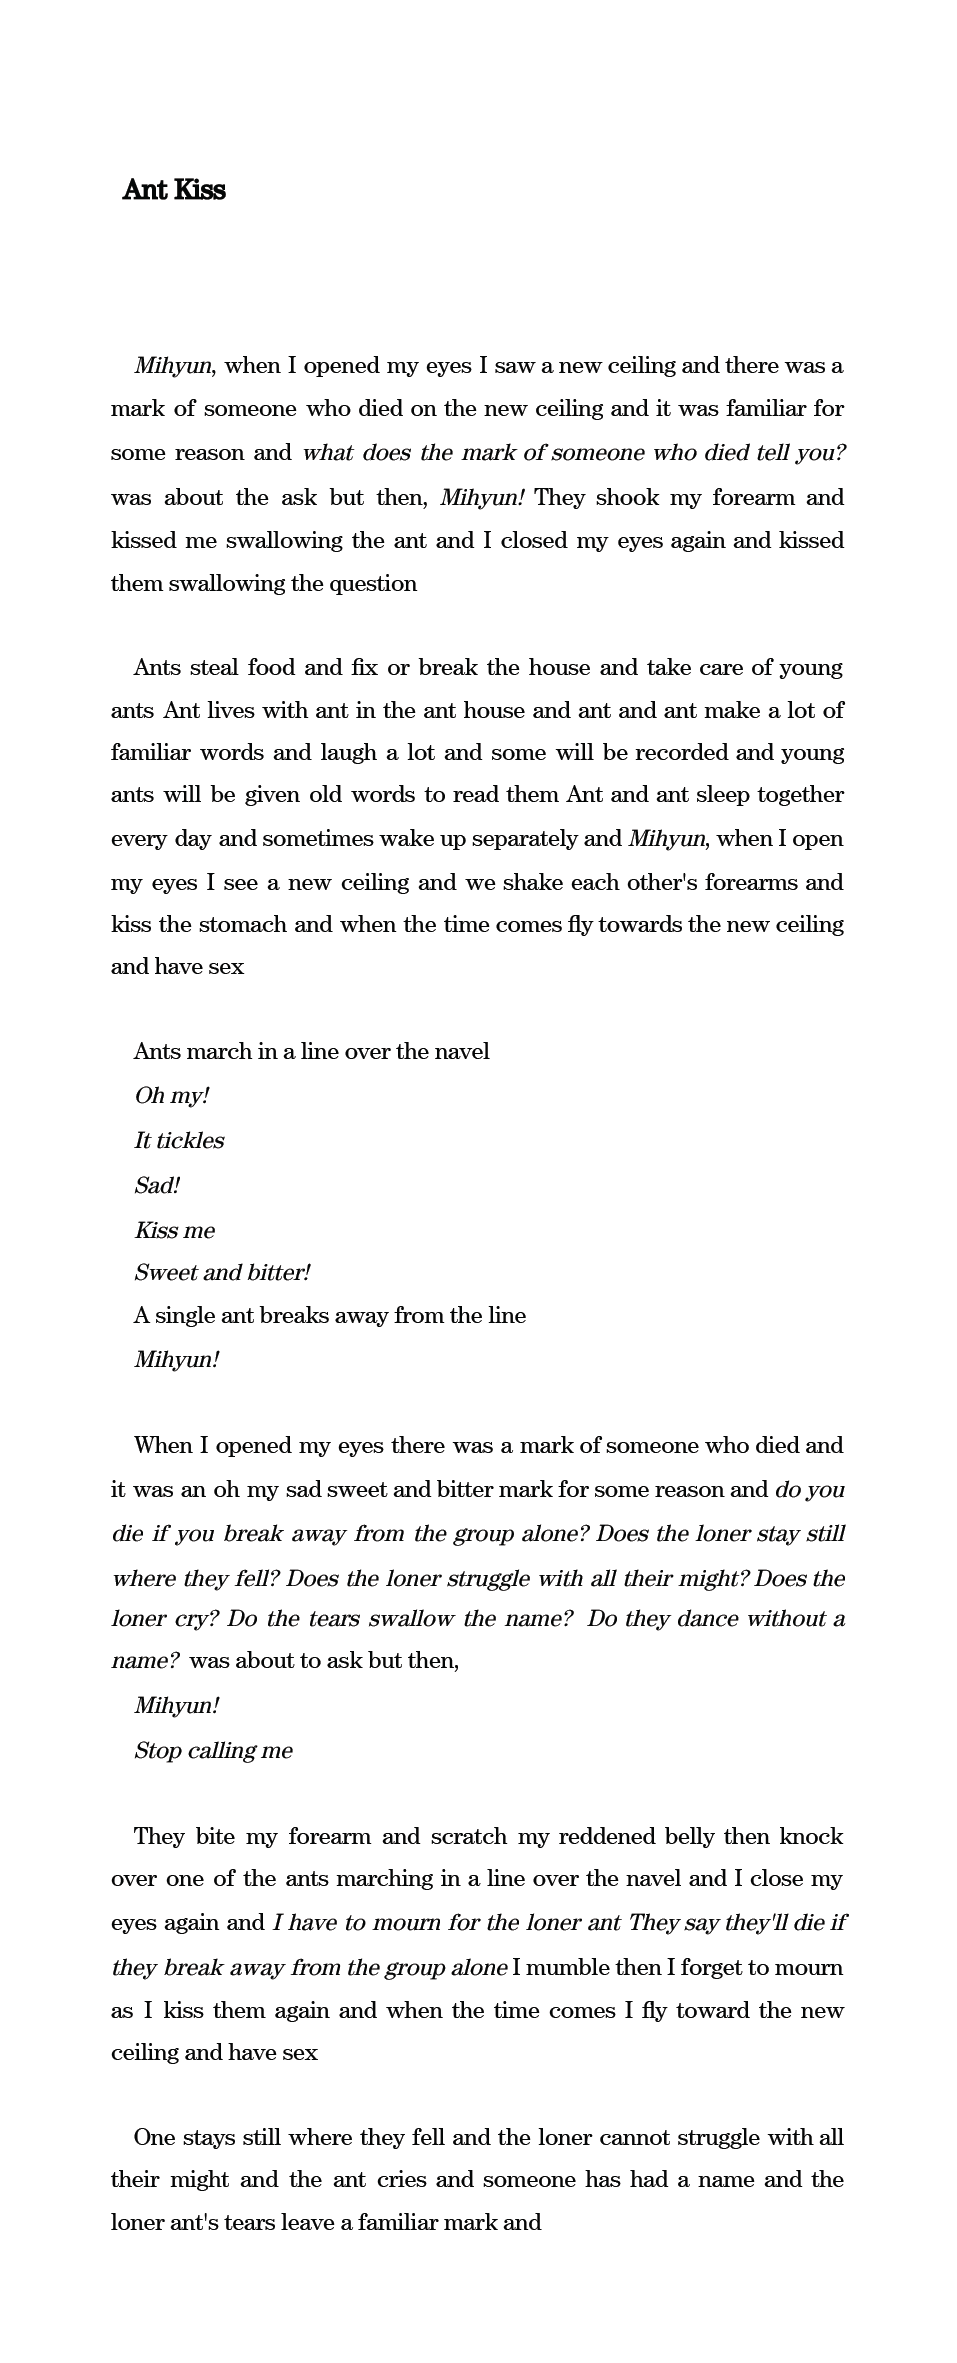 Ant Kiss
Mihyun, when I opened my eyes I saw a new ceiling and there was a
mark of someone who died on the new ceiling and it was familiar for
some reason and what does the mark of someone who died tell you?
was about the ask but then, Mihyun! They shook my forearm and
kissed me swallowing the ant and I closed my eyes again and kissed
them swallowing the question
Ants steal food and fix or break the house and take care of young
ants Ant lives with ant in the ant house and ant and ant make a lot of
familiar words and laugh a lot and some will be recorded and young
ants will be given old words to read them Ant and ant sleep together
every day and sometimes wake up separately and Mihyun, when I open
my eyes I see a new ceiling and we shake each other's forearms and
kiss the stomach and when the time comes fly towards the new ceiling
and have sex
Ants march in a line over the navel
Oh my!
It tickles
Sad!
Kiss me
Sweet and bitter!
A single ant breaks away from the line
Mihyun!
When I opened my eyes there was a mark of someone who died and
it was an oh my sad sweet and bitter mark for some reason and do you
die if you break away from the group alone? Does the loner stay still
where they fell? Does the loner struggle with all their might? Does the
loner cry? Do the tears swallow the name? Do they dance without a
name? was about to ask but then,
Mihyun!
Stop calling me
They bite my forearm and scratch my reddened belly then knock
over one of the ants marching in a line over the navel and I close my
eyes again and I have to mourn for the loner ant They say they'll die if
they break away from the group alone I mumble then I forget to mourn
as I kiss them again and when the time comes I fly toward the new
ceiling and have sex
One stays still where they fell and the loner cannot struggle with all
their might and the ant cries and someone has had a name and the
loner ant's tears leave a familiar mark and